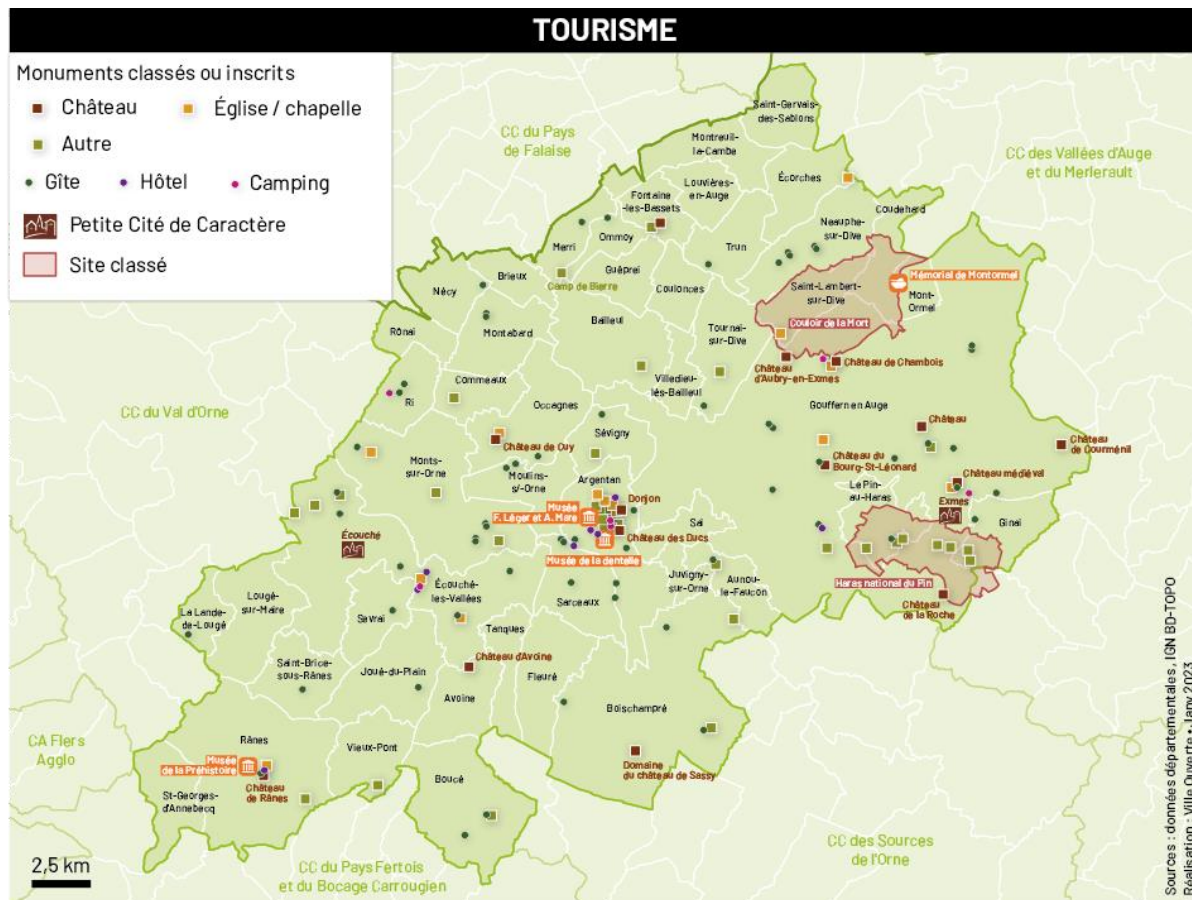 TOURISME
Monuments classés ou inscrits
Château
Église / chapelle
Autre
Gîte
Hôtel
Camping
Petite Cité de Caractère
Site classé
CC du Pays
de Falaise
CC des Vallées d'Auge
et du Merlerault
CC du Val d'Orne
CA Flers
Agglo
CC du Pays Fertois
et du Bocage Carrougien
CC des Sources
de l'Orne
Saint-Gervais-
des-Sablons
Montreuil-
la-Cambe
Louvières-
en-Auge
Écorches
Fontaine
-les-Bassets
Neauphe-
sur-Dive
Coudehard
Ommoy
Merri
Trun
Guêprei
Camp de Bierre
Coulonces
Brieux
Nécy
Saint-Lambert-
sur-Dive
Mémorial de Montormel
Mont-
Ormel
Couloir de la Mort
Bailleul
Montabard
Rônai
Tournai-
sur-Dive
Château de Chambois
Château
d'Aubry-en-Exmes
Commeaux
Villedieu-
lès-Bailleul
Ri
Occagnes
Gouffern en Auge
Château
Sévigny
Château de Cuy
Château
de Courménil
Monts-
sur-Orne
Moulins-
s/-Orne
Château du
Bourg-St-Léonard
Argentan
Château médiéval
Le Pin-
au-Haras
Exmes
Donjon
Musée
F. Léger et A. Mare
Château des Ducs
Sai
Ginai
Écouché
Musée de la dentelle
Juvigny-
sur-Orne
Aunou-
le-Faucon
Haras national du Pin
Château
de la Roche
Écouché-
les-Vallées
Sarceaux
Lougé-
sur-Maire
La Lande-
de-Lougé
Sevrai
Tanques
Château d'Avoine
Saint-Brice-
sous-Rânes
Joué-du-Plain
Fleuré
Avoine
Boischampré
Rânes
Musée
de la Préhistoire
Vieux-Pont
Domaine
du château de Sassy
Château
de Rânes
St-Georges-
d'Annebecq
Boucé
2,5 km
Sources : données départementales, IGN BD-TOPO
Réalisation : Ville Ouverte • Janv 2023